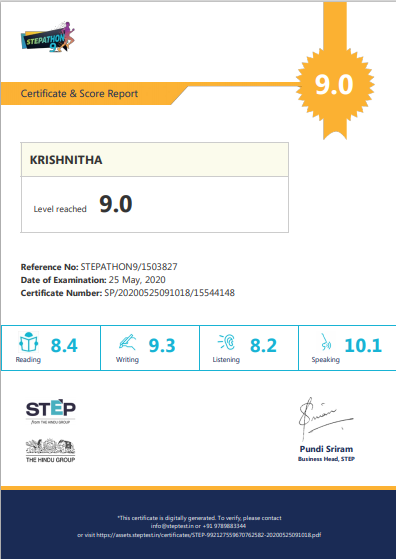 STEPATHON
9
Certificate & Score Report
9.0
KRISHNITHA
Level reached 9.0
Reference No: STEPATHON9/1503827
Date of Examination: 25 May, 2020
Certificate Number: SP/20200525091018/15544148
Reading 8.4
Writing 9.3
Listening 8.2
Speaking 10.1
STEP
from THE HINDU GROUP
THE HINDU GROUP
Pundi Sriram
Business Head, STEP
*This certificate is digitally generated. To verify, please contact
info@steptest.in or +91 9789883344
or visit https://assets.steptest.in/certificates/STEP-992127559670762582-20200525091018.pdf